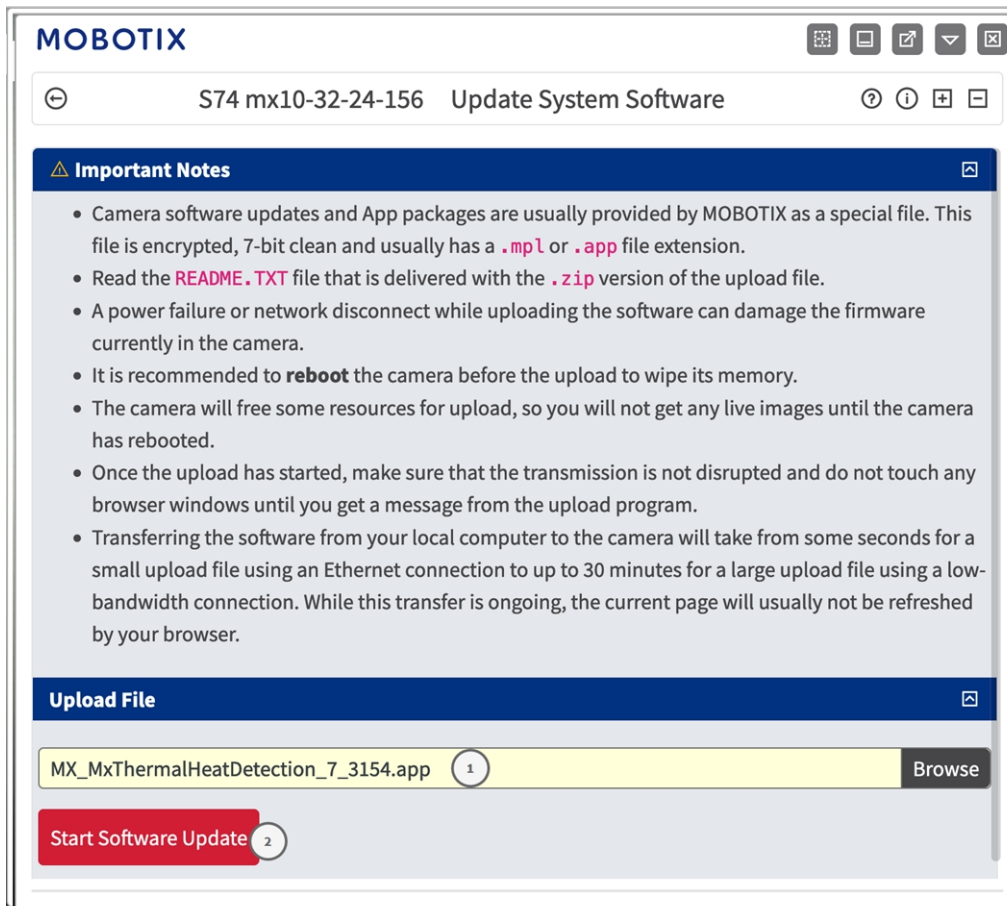 MOBOTIX
S74 mx10-32-24-156 Update System Software
Important Notes
• Camera software updates and App packages are usually provided by MOBOTIX as a special file. This
file is encrypted, 7-bit clean and usually has a .mpl or .app file extension.
• Read the README.TXT file that is delivered with the .zip version of the upload file.
• A power failure or network disconnect while uploading the software can damage the firmware
currently in the camera.
• It is recommended to reboot the camera before the upload to wipe its memory.
• The camera will free some resources for upload, so you will not get any live images until the camera
has rebooted.
• Once the upload has started, make sure that the transmission is not disrupted and do not touch any
browser windows until you get a message from the upload program.
• Transferring the software from your local computer to the camera will take from some seconds for a
small upload file using an Ethernet connection to up to 30 minutes for a large upload file using a low-
bandwidth connection. While this transfer is ongoing, the current page will usually not be refreshed
by your browser.
Upload File
MX_MxThermalHeatDetection_7_3154.app 1 Browse
Start Software Update 2